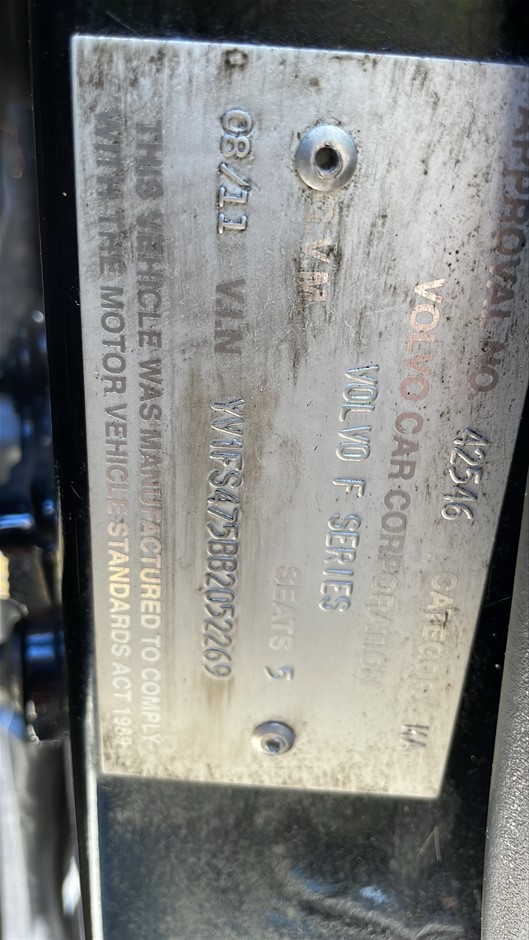 APPROVAL NO. 42546 CATEGORY MA
VOLVO CAR CORPORATION
VOLVO F SERIES
GVM SEATS 5
08/11 VIN YV1FS475BB2052269
THIS VEHICLE WAS MANUFACTURED TO COMPLY
WITH THE MOTOR VEHICLE STANDARDS ACT 1989